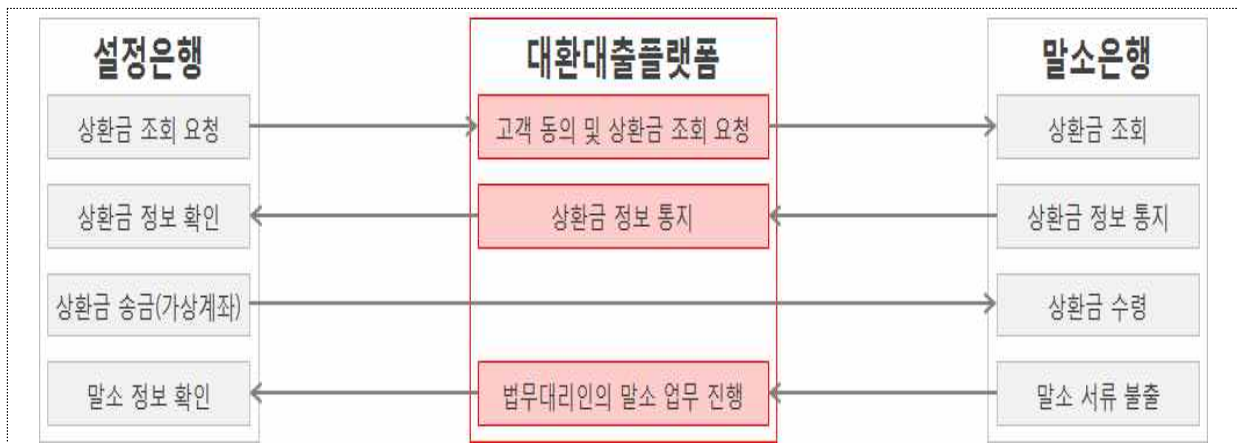 설정은행 대환대출플랫폼 말소은행
상환금 조회 요청 고객 동의 및 상환금 조회 요청 상환금 조회
상환금 정보 확인 상환금 정보 통지 상환금 정보 통지
상환금 송금(가상계좌) 상환금 수령
말소 정보 확인 법무대리인의 말소 업무 진행 말소 서류 불출